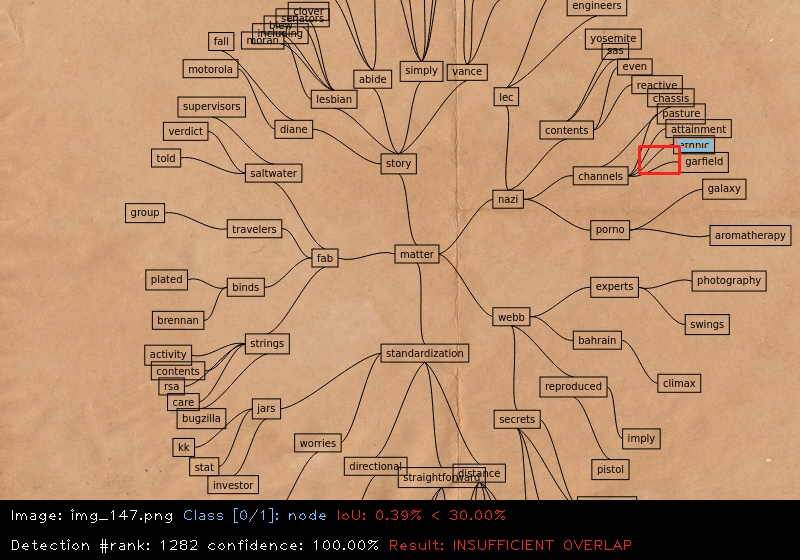 engineers
clover
senators
blew
including
moran
fall
yosemite
sas
even
motorola
abide
simply
vance
reactive
lesbian
lec
chassis
supervisors
pasture
verdict
diane
contents
attainment
ethnic
told
story
garfield
saltwater
channels
galaxy
nazi
group
travelers
porno
aromatherapy
matter
fab
plated
binds
experts
photography
brennan
webb
swings
strings
bahrain
activity
standardization
contents
climax
rsa
reproduced
care
jars
bugzilla
secrets
kk
worries
imply
stat
directional
pistol
straightforward
distance
investor
Image: img_147.png Class [0/1]: node IoU: 0.39% < 30.00%
Detection #rank: 1282 confidence: 100.00% Result: INSUFFICIENT OVERLAP